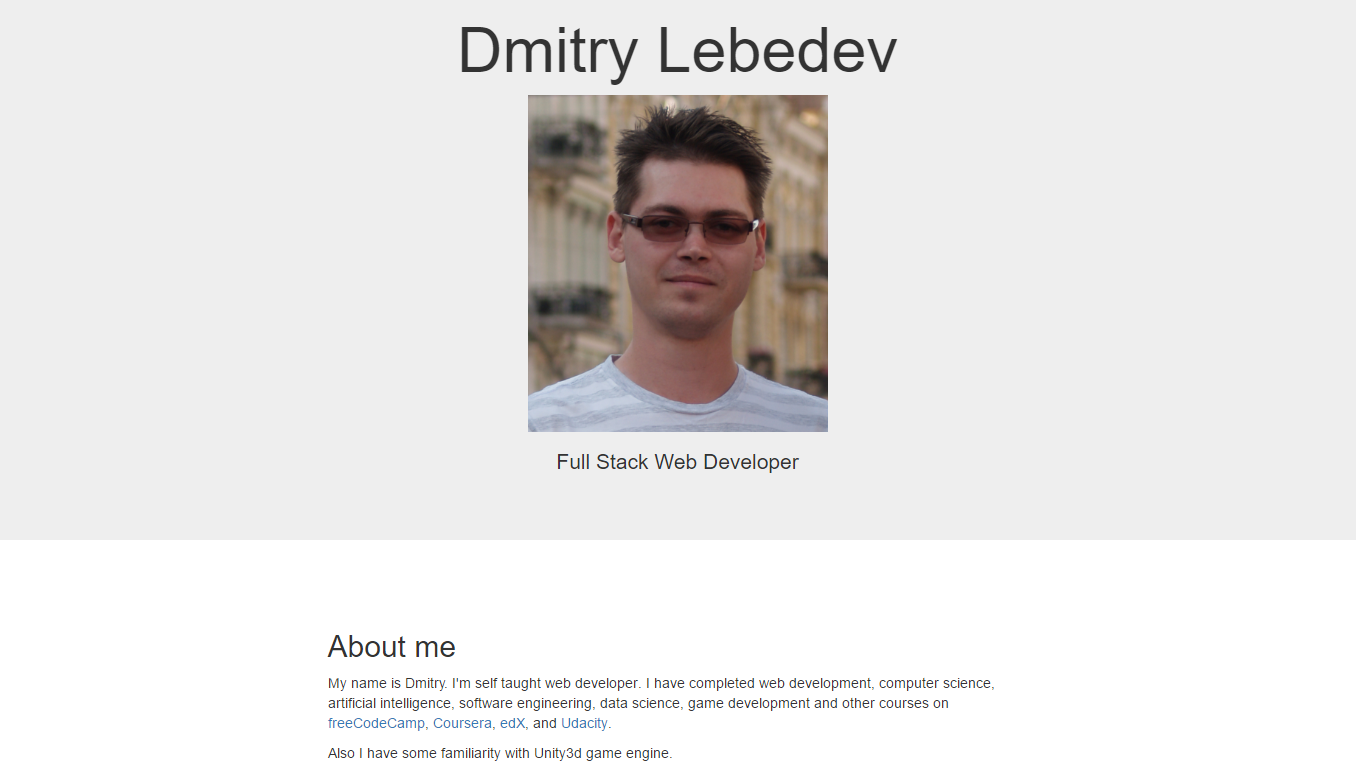 Dmitry Lebedev
Full Stack Web Developer
About me
My name is Dmitry. I'm self taught web developer. I have completed web development, computer science,
artificial intelligence, software engineering, data science, game development and other courses on
freeCodeCamp, Coursera, edX, and Udacity.
Also I have some familiarity with Unity3d game engine.